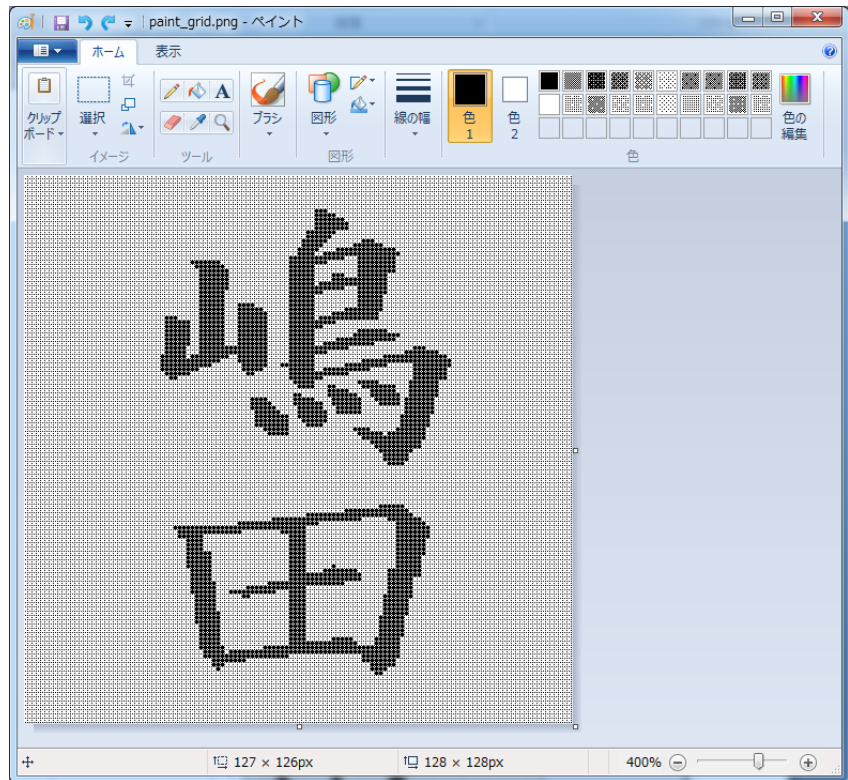 paint_grid.png - ペイント
ホーム 表示
クリップボード
選択
ブラシ
図形
線の幅
色
1
色
2
色の編集
イメージ ツール 図形 色
嶋
田
127 × 126px 128 × 128px 400%